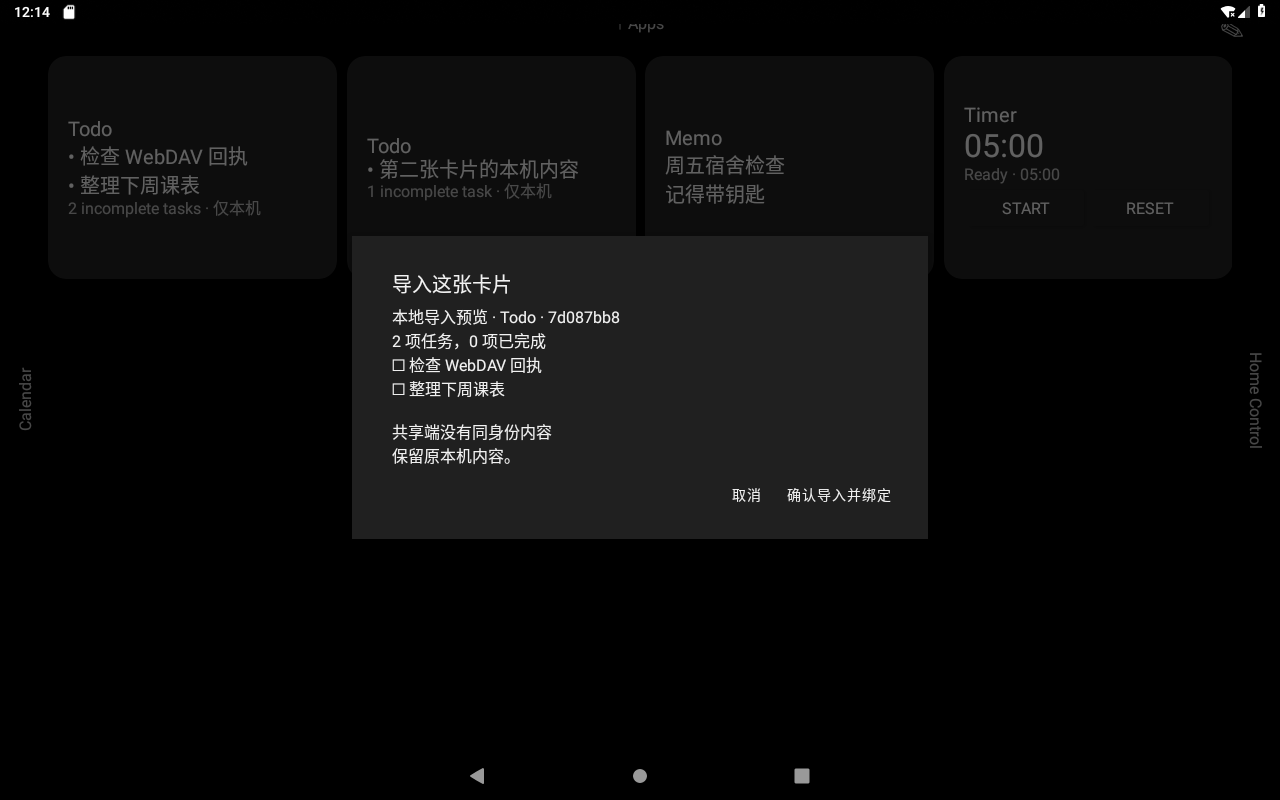 12:14
↑ Apps
Todo
• 检查 WebDAV 回执
• 整理下周课表
2 incomplete tasks · 仅本机
Todo
• 第二张卡片的本机内容
1 incomplete task · 仅本机
Memo
周五宿舍检查
记得带钥匙
Timer
05:00
Ready · 05:00
START RESET
导入这张卡片
本地导入预览 · Todo · 7d087bb8
2 项任务，0 项已完成
☐ 检查 WebDAV 回执
☐ 整理下周课表
共享端没有同身份内容
保留原本机内容。
取消 确认导入并绑定
Calendar
Home Control